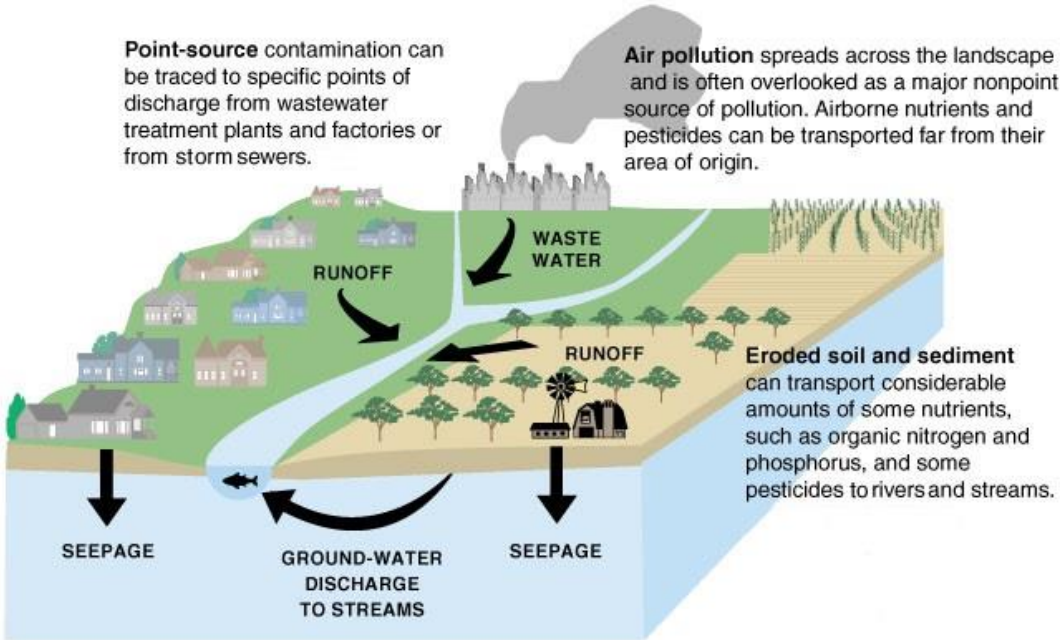 Point-source contamination can
be traced to specific points of
discharge from wastewater
treatment plants and factories or
from storm sewers.
Air pollution spreads across the landscape
and is often overlooked as a major nonpoint
source of pollution. Airborne nutrients and
pesticides can be transported far from their
area of origin.
WASTE
WATER
RUNOFF
RUNOFF
Eroded soil and sediment
can transport considerable
amounts of some nutrients,
such as organic nitrogen and
phosphorus, and some
pesticides to rivers and streams.
SEEPAGE
GROUND-WATER
DISCHARGE
TO STREAMS
SEEPAGE